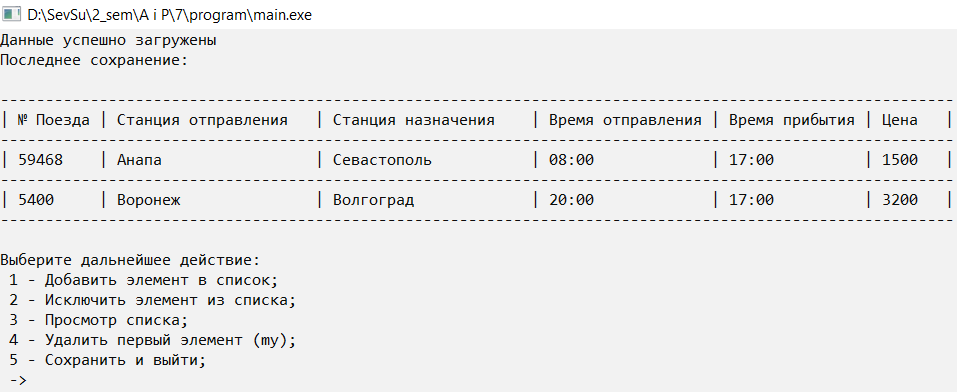 D:\SevSu\2_sem\A i P\7\program\main.exe
Данные успешно загружены
Последнее сохранение:
----------------------------------------------------------------------------------------------------------
| № Поезда | Станция отправления   | Станция назначения    | Время отправления | Время прибытия | Цена   |
----------------------------------------------------------------------------------------------------------
| 59468    | Анапа                 | Севастополь           | 08:00             | 17:00          | 1500   |
----------------------------------------------------------------------------------------------------------
| 5400     | Воронеж               | Волгоград             | 20:00             | 17:00          | 3200   |
----------------------------------------------------------------------------------------------------------
Выберите дальнейшее действие:
 1 - Добавить элемент в список;
 2 - Исключить элемент из списка;
 3 - Просмотр списка;
 4 - Удалить первый элемент (my);
 5 - Сохранить и выйти;
 ->